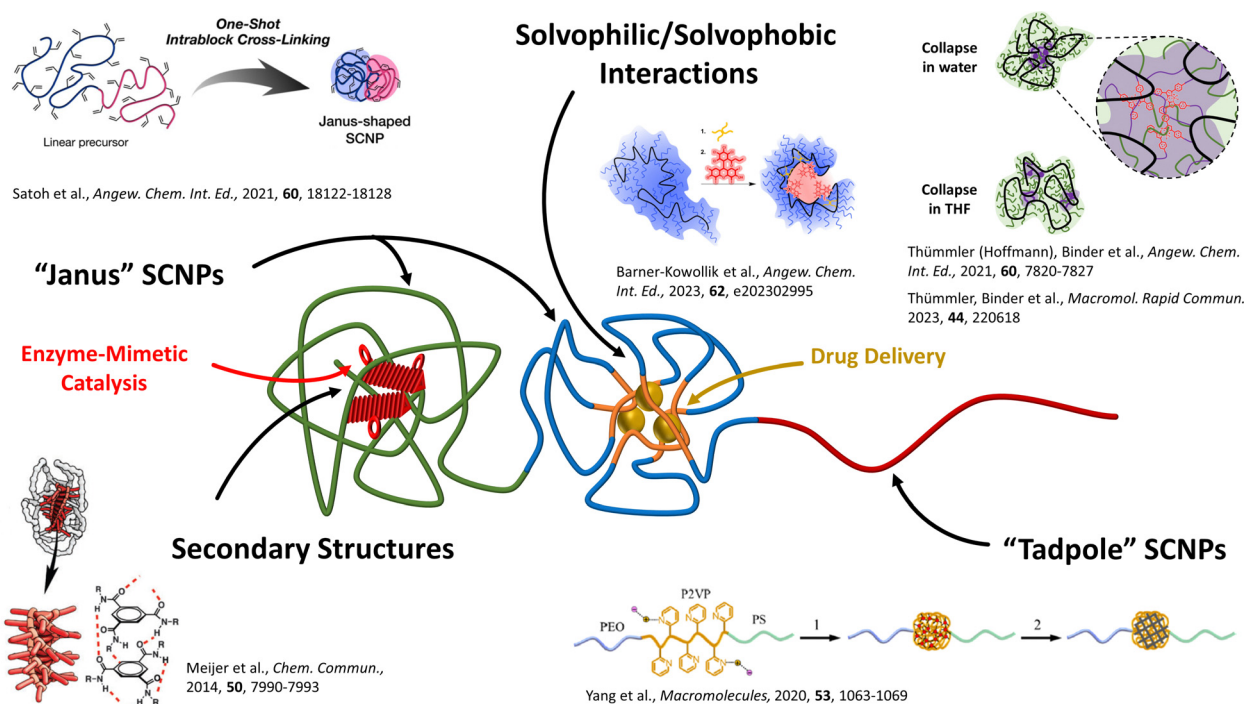 One-Shot
Intrablock Cross-Linking
Linear precursor
Janus-shaped
SCNP
Satoh et al., Angew. Chem. Int. Ed., 2021, 60, 18122-18128
Solvophilic/Solvophobic
Interactions
1.
2.
Barner-Kowollik et al., Angew. Chem.
Int. Ed., 2023, 62, e202302995
Collapse
in water
Collapse
in THF
Thümmler (Hoffmann), Binder et al., Angew. Chem.
Int. Ed., 2021, 60, 7820-7827
Thümmler, Binder et al., Macromol. Rapid Commun.
2023, 44, 220618
“Janus” SCNPs
Enzyme-Mimetic
Catalysis
Drug Delivery
Secondary Structures
“Tadpole” SCNPs
R
O
O
N
H
N-R
H
O
N-H
R
R
O
O
N
H
N-R
H
O
R-N
H
Meijer et al., Chem. Commun.,
2014, 50, 7990-7993
PEO
P2VP
PS
N
N
N
N
N
N
1
2
Yang et al., Macromolecules, 2020, 53, 1063-1069